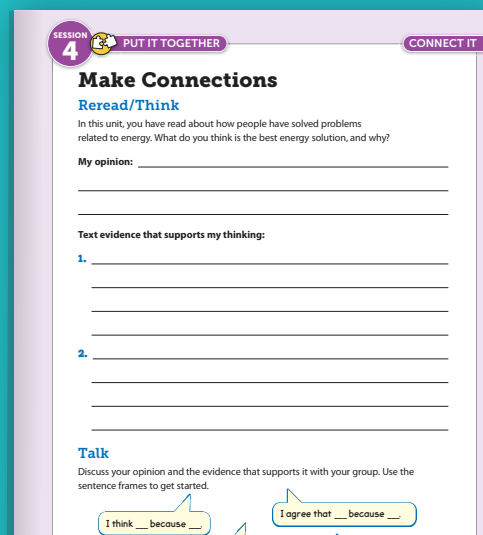 SESSION
4
PUT IT TOGETHER
CONNECT IT
Make Connections
Reread/Think
In this unit, you have read about how people have solved problems
related to energy. What do you think is the best energy solution, and why?
My opinion:
Text evidence that supports my thinking:
1.
2.
Talk
Discuss your opinion and the evidence that supports it with your group. Use the
sentence frames to get started.
I think ___ because ___.
I agree that ___ because ___.